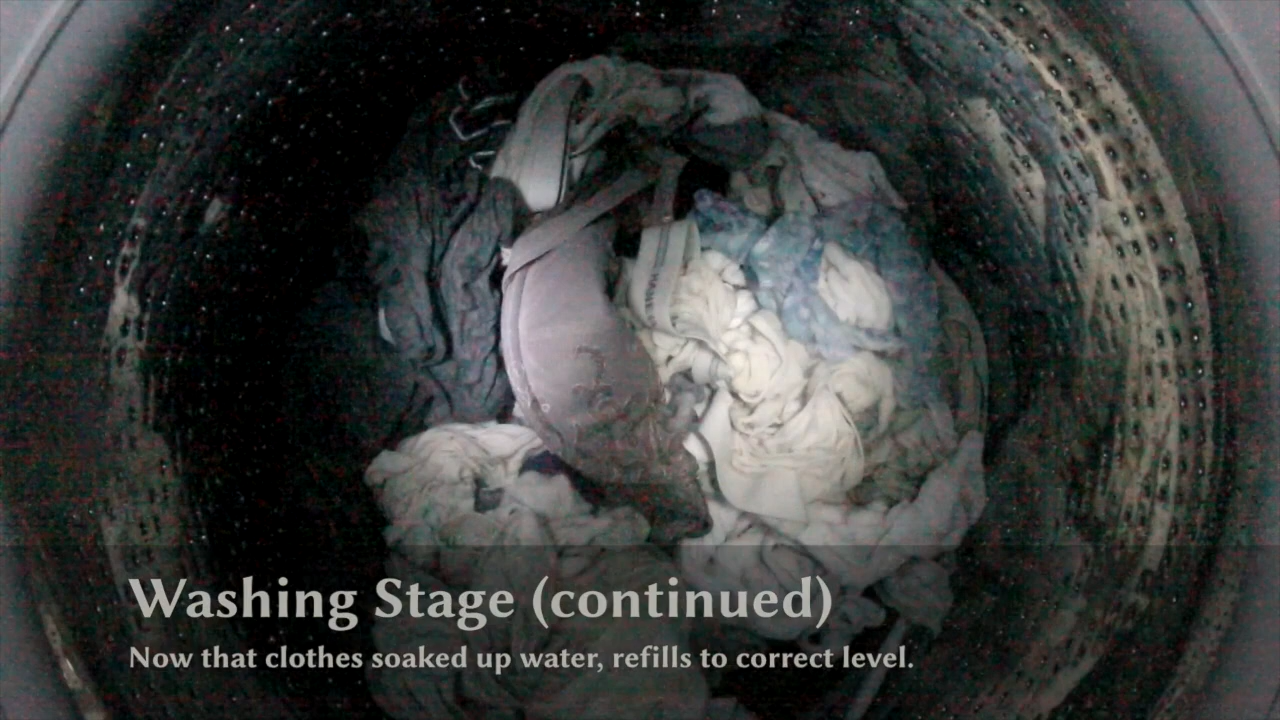 Washing Stage (continued)
Now that clothes soaked up water, refills to correct level.